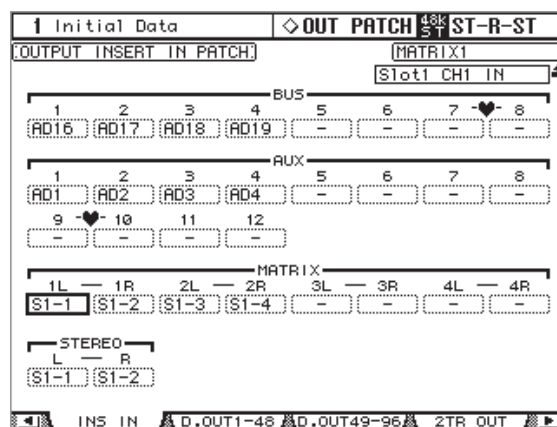 1 Initial Data ◇OUT PATCH 48K ST ST-R-ST
OUTPUT INSERT IN PATCH MATRIX1
Slot1 CH1 IN
BUS
1 2 3 4 5 6 7 -♥- 8
AD16 AD17 AD18 AD19 - - - -
AUX
1 2 3 4 5 6 7 8
AD1 AD2 AD3 AD4 - - - -
9 -♥- 10 11 12
- - - -
MATRIX
1L — 1R 2L — 2R 3L — 3R 4L — 4R
S1-1 S1-2 S1-3 S1-4 - - - -
STEREO
L — R
S1-1 S1-2
INS IN D.OUT1-48 D.OUT49-96 2TR OUT